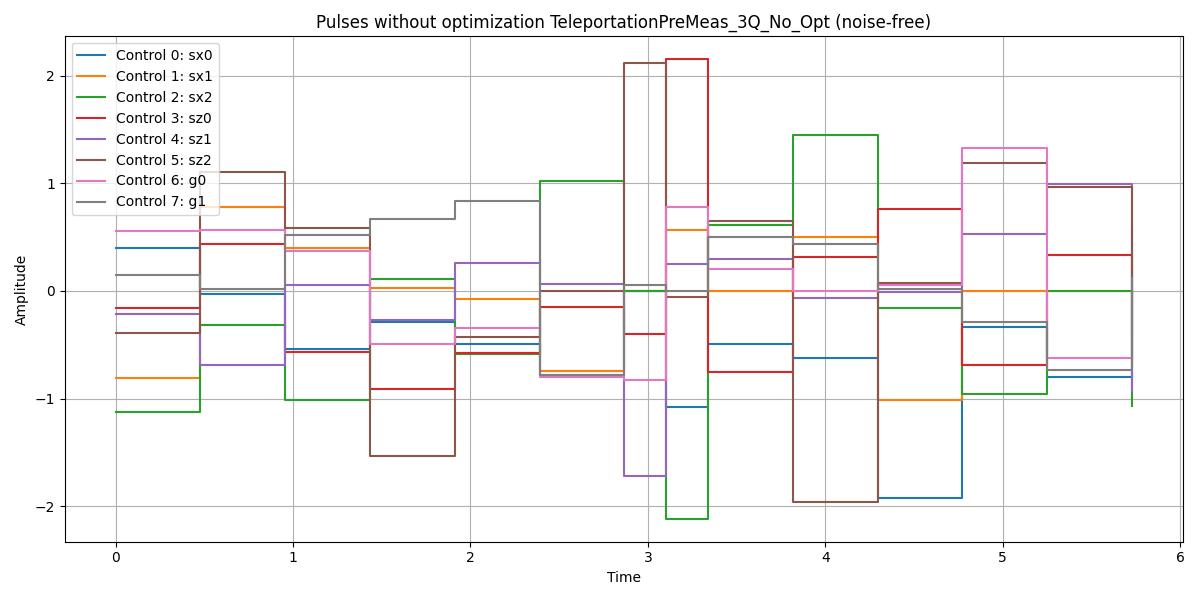 Pulses without optimization TeleportationPreMeas_3Q_No_Opt (noise-free)
Control 0: sx0
Control 1: sx1
Control 2: sx2
Control 3: sz0
Control 4: sz1
Control 5: sz2
Control 6: g0
Control 7: g1
Amplitude
2
1
0
−1
−2
0
1
2
3
4
5
6
Time